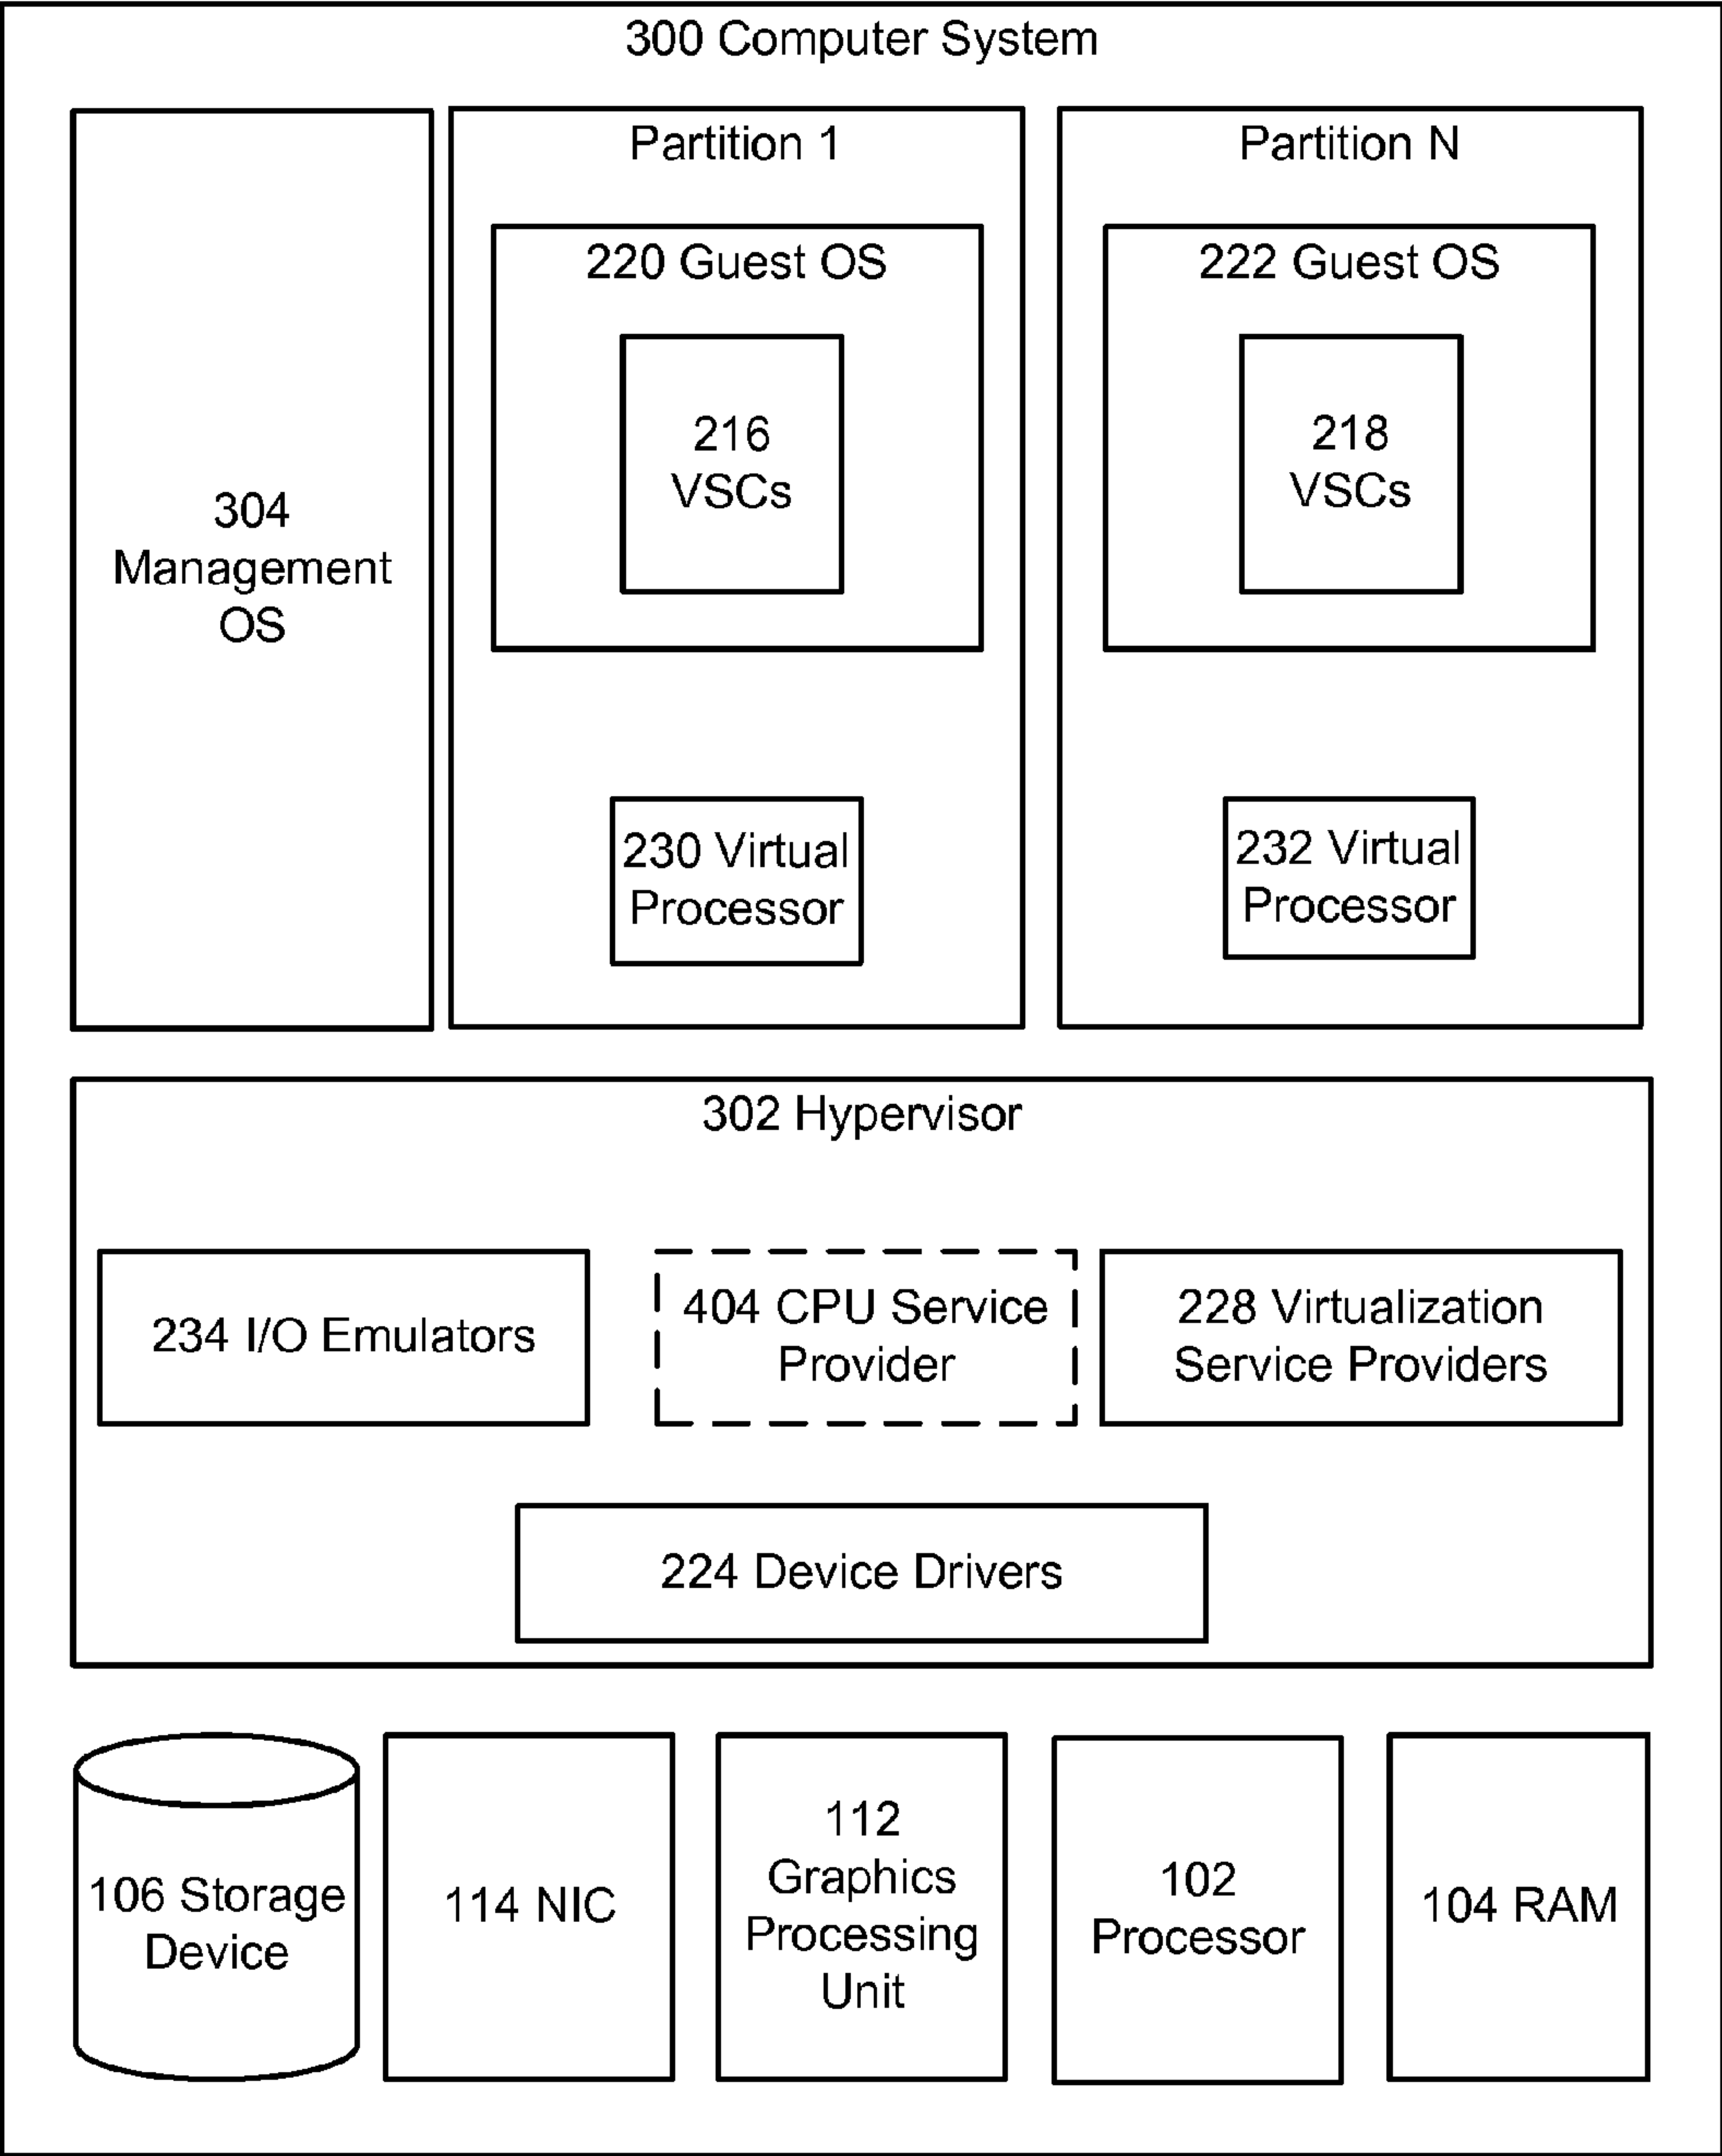 300 Computer System
304
Management
OS
Partition 1
220 Guest OS
216
VSCs
230 Virtual
Processor
Partition N
222 Guest OS
218
VSCs
232 Virtual
Processor
302 Hypervisor
234 I/O Emulators
404 CPU Service
Provider
228 Virtualization
Service Providers
224 Device Drivers
106 Storage
Device
114 NIC
112
Graphics
Processing
Unit
102
Processor
104 RAM